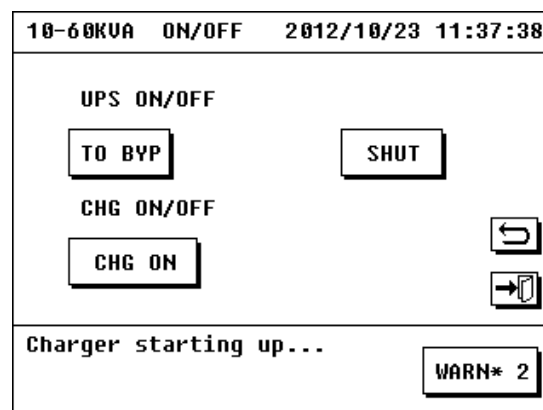 10-60KVA ON/OFF 2012/10/23 11:37:38
UPS ON/OFF
TO BYP SHUT
CHG ON/OFF
CHG ON
Charger starting up...
WARN* 2